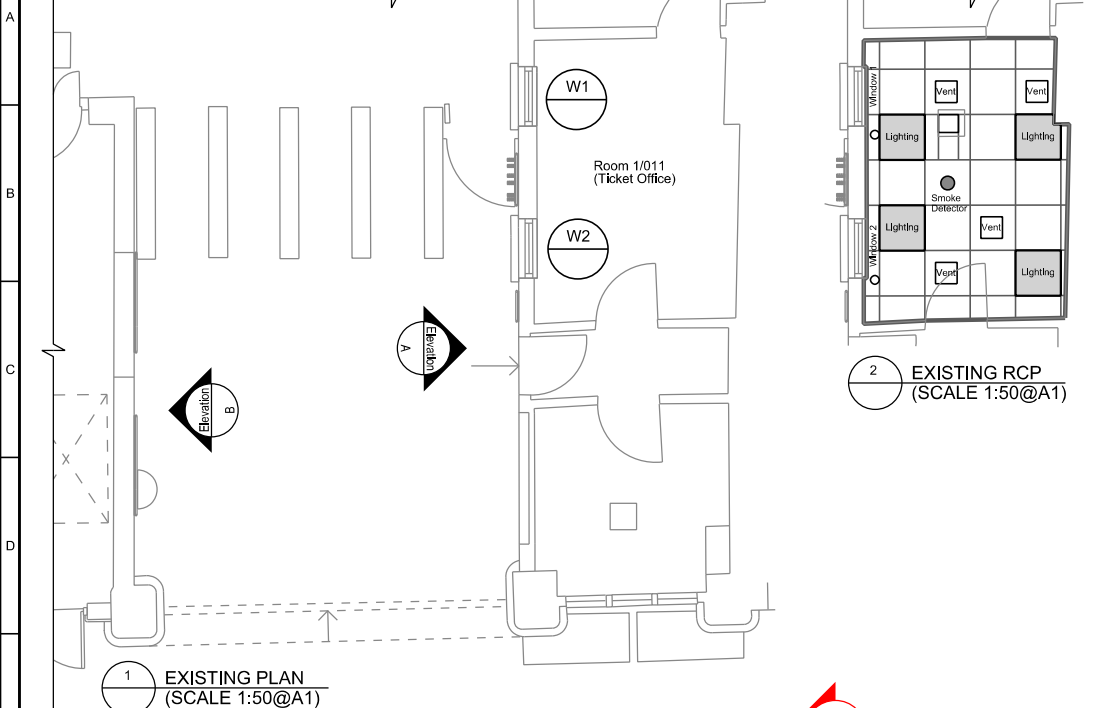 A
B
C
D
W1
Room 1/011
(Ticket Office)
W2
Elevation
A
Elevation
B
1
EXISTING PLAN
(SCALE 1:50@A1)
Window 1
Vent
Vent
Lighting
Lighting
Smoke
Detector
Lighting
Vent
Window 2
Vent
Lighting
2
EXISTING RCP
(SCALE 1:50@A1)